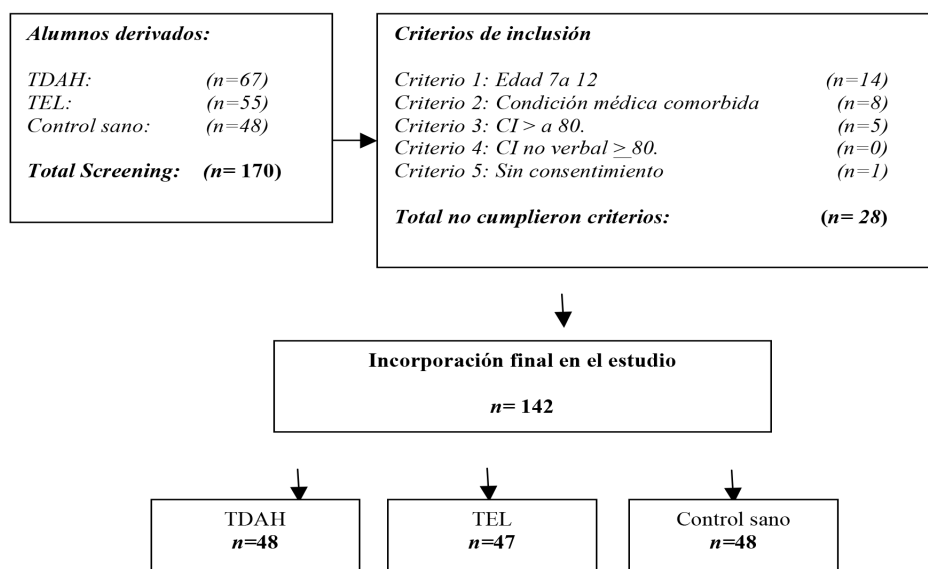 Alumnos derivados:
TDAH: (n=67)
TEL: (n=55)
Control sano: (n=48)
Total Screening: (n= 170)
Criterios de inclusión
Criterio 1: Edad 7a 12 (n=14)
Criterio 2: Condición médica comorbida (n=8)
Criterio 3: CI > a 80. (n=5)
Criterio 4: CI no verbal ≥ 80. (n=0)
Criterio 5: Sin consentimiento (n=1)
Total no cumplieron criterios: (n= 28)
Incorporación final en el estudio
n= 142
TDAH
n=48
TEL
n=47
Control sano
n=48